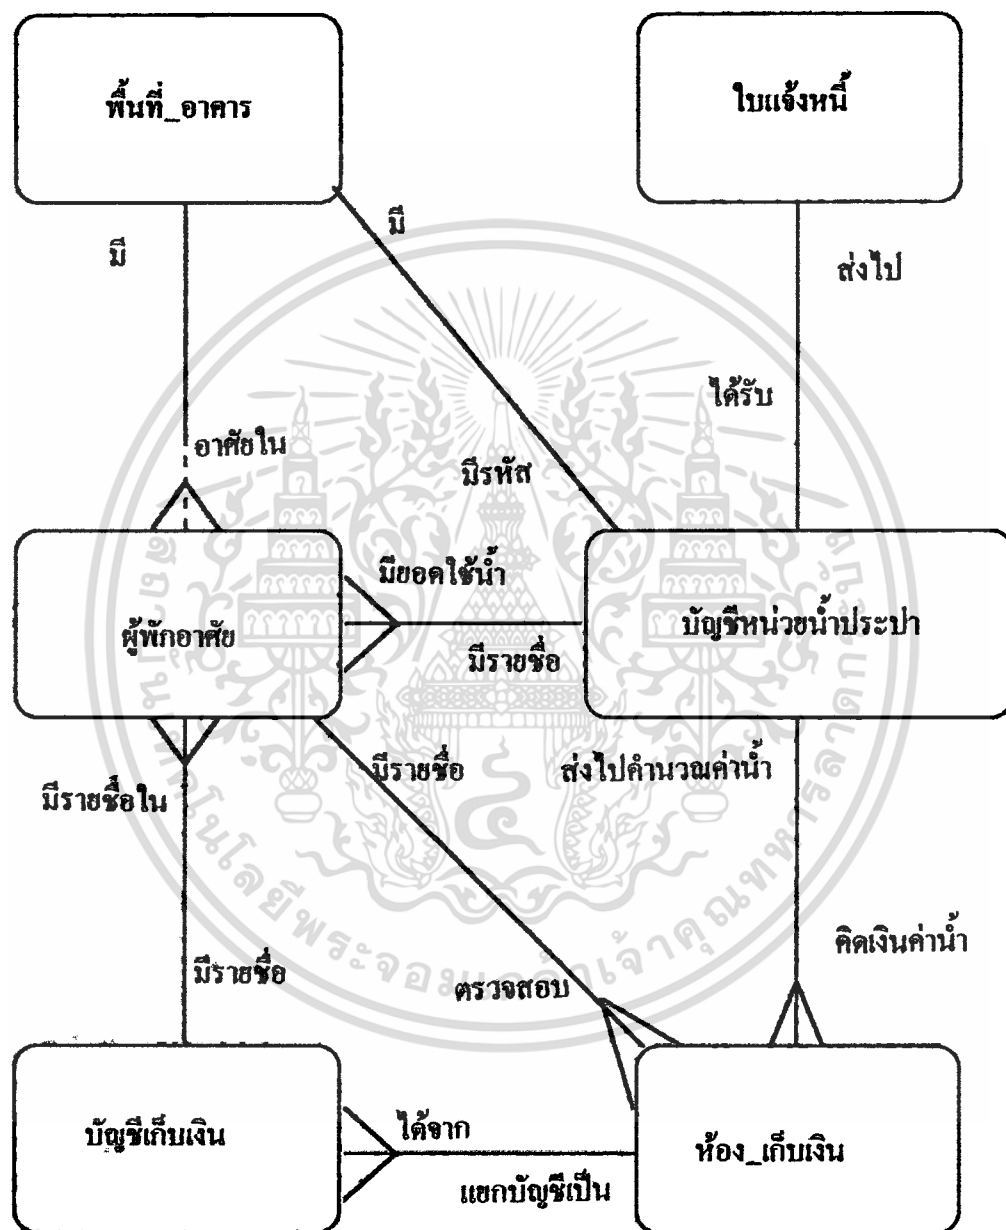 พื้นที่_อาคาร
ใบแจ้งหนี้
มี
มี
ส่งไป
ได้รับ
อาศัยใน
มีรหัส
มียอดใช้น้ำ
ผู้พักอาศัย
บัญชีหน่วยน้ำประปา
มีรายชื่อ
มีรายชื่อ
ส่งไปคำนวณค่าน้ำ
มีรายชื่อใน
คิดเงินค่าน้ำ
มีรายชื่อ
ตรวจสอบ
บัญชีเก็บเงิน
ได้จาก
ห้อง_เก็บเงิน
แยกบัญชีเป็น